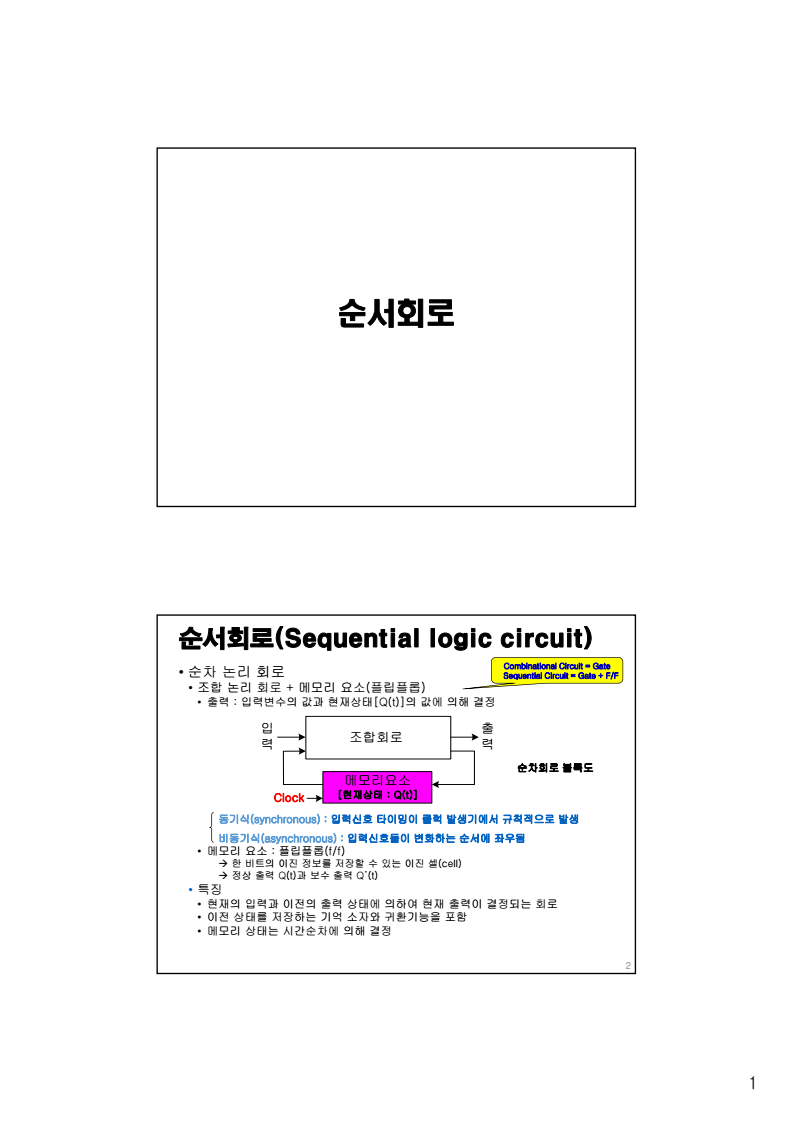 순서회로
순서회로(Sequential logic circuit)
• 순차 논리 회로
Combinational Circuit = Gate
Sequential Circuit = Gate + F/F
• 조합 논리 회로 + 메모리 요소(플립플롭)
• 출력 : 입력변수의 값과 현재상태[Q(t)]의 값에 의해 결정
입력
조합회로
출력
순차회로 블록도
메모리요소
[현재상태 : Q(t)]
Clock
동기식(synchronous) : 입력신호 타이밍이 클럭 발생기에서 규칙적으로 발생
비동기식(asynchronous) : 입력신호들이 변화하는 순서에 좌우됨
• 메모리 요소 : 플립플롭(f/f)
→ 한 비트의 이진 정보를 저장할 수 있는 이진 셀(cell)
→ 정상 출력 Q(t)과 보수 출력 Q'(t)
• 특징
• 현재의 입력과 이전의 출력 상태에 의하여 현재 출력이 결정되는 회로
• 이전 상태를 저장하는 기억 소자와 귀환기능을 포함
• 메모리 상태는 시간순차에 의해 결정
2
1